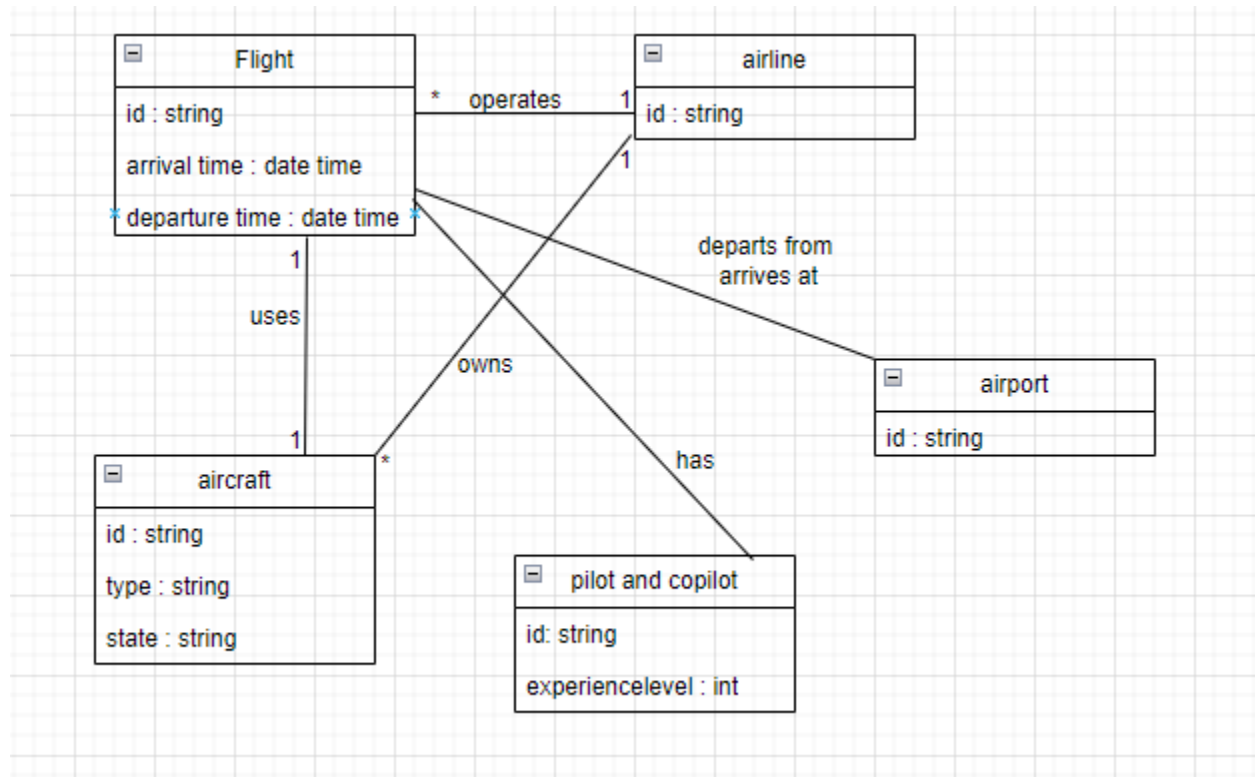 Flight
id : string
arrival time : date time
departure time : date time
* operates 1
airline
id : string
1
1
uses
1
owns
*
departs from
arrives at
airport
id : string
has
aircraft
id : string
type : string
state : string
pilot and copilot
id: string
experiencelevel : int